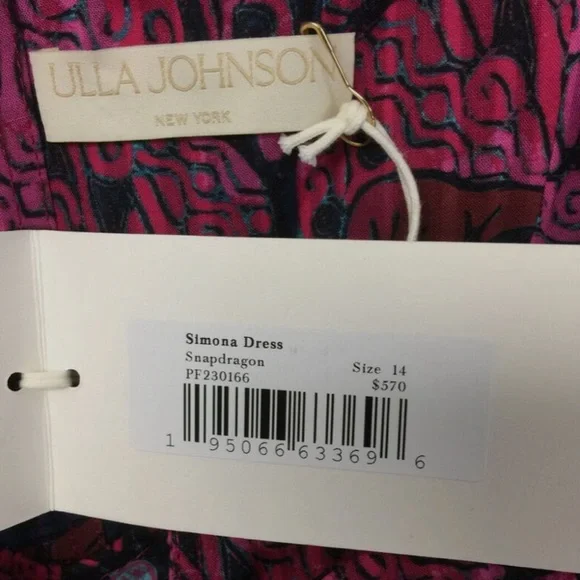 ULLA JOHNSON
NEW YORK
Simona Dress
Snapdragon
PF230166
Size 14
$570
1 95066 63369 6